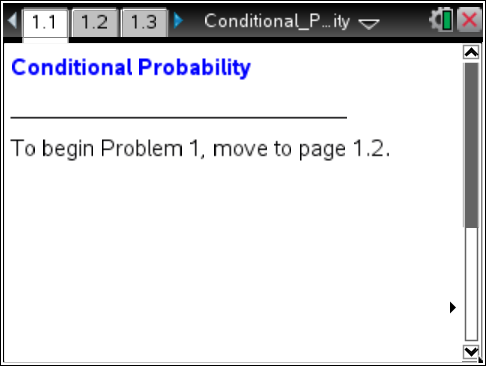 1.1 1.2 1.3 Conditional_P...ity
Conditional Probability
To begin Problem 1, move to page 1.2.